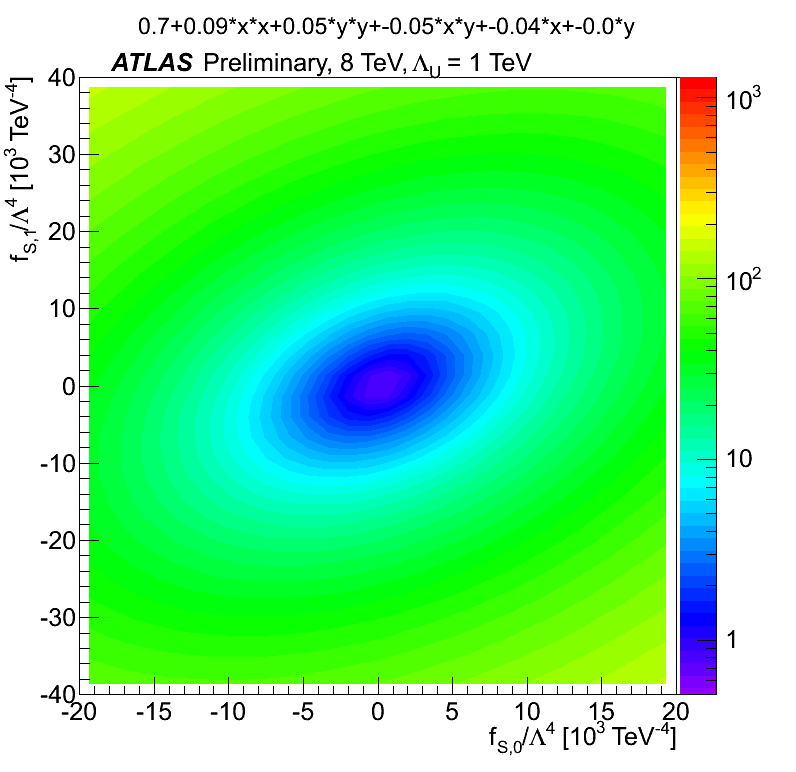 0.7+0.09*x*x+0.05*y*y+-0.05*x*y+-0.04*x+-0.0*y
ATLAS Preliminary, 8 TeV, Λ_U = 1 TeV
f_S,1/Λ^4 [10^3 TeV^-4]
40
30
20
10
0
-10
-20
-30
-40
-20 -15 -10 -5 0 5 10 15 20
f_S,0/Λ^4 [10^3 TeV^-4]
10^3
10^2
10
1